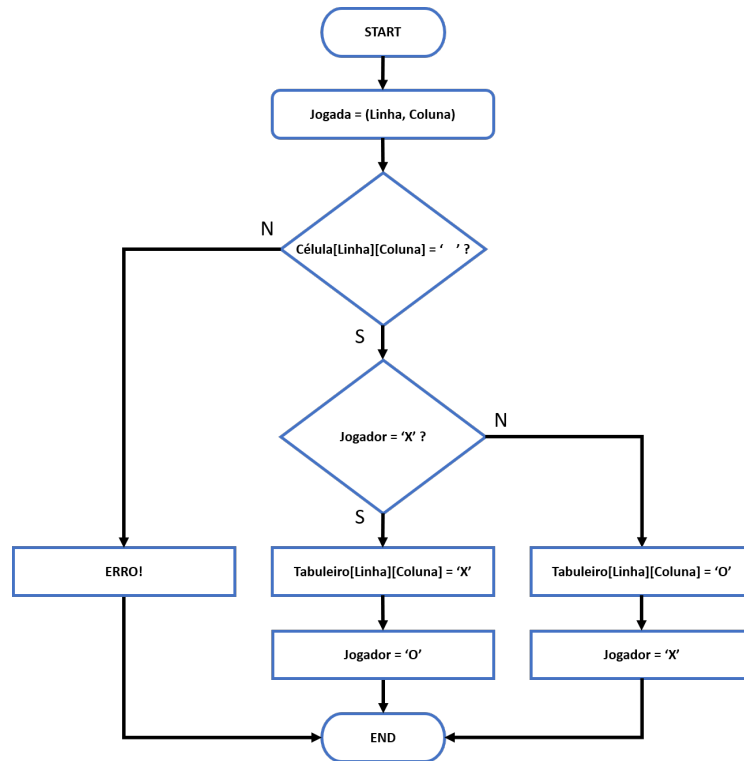 START
Jogada = (Linha, Coluna)
N
Célula[Linha][Coluna] = ‘ ’ ?
S
Jogador = ‘X’ ?
N
S
ERRO!
Tabuleiro[Linha][Coluna] = ‘X’
Tabuleiro[Linha][Coluna] = ‘O’
Jogador = ‘O’
Jogador = ‘X’
END